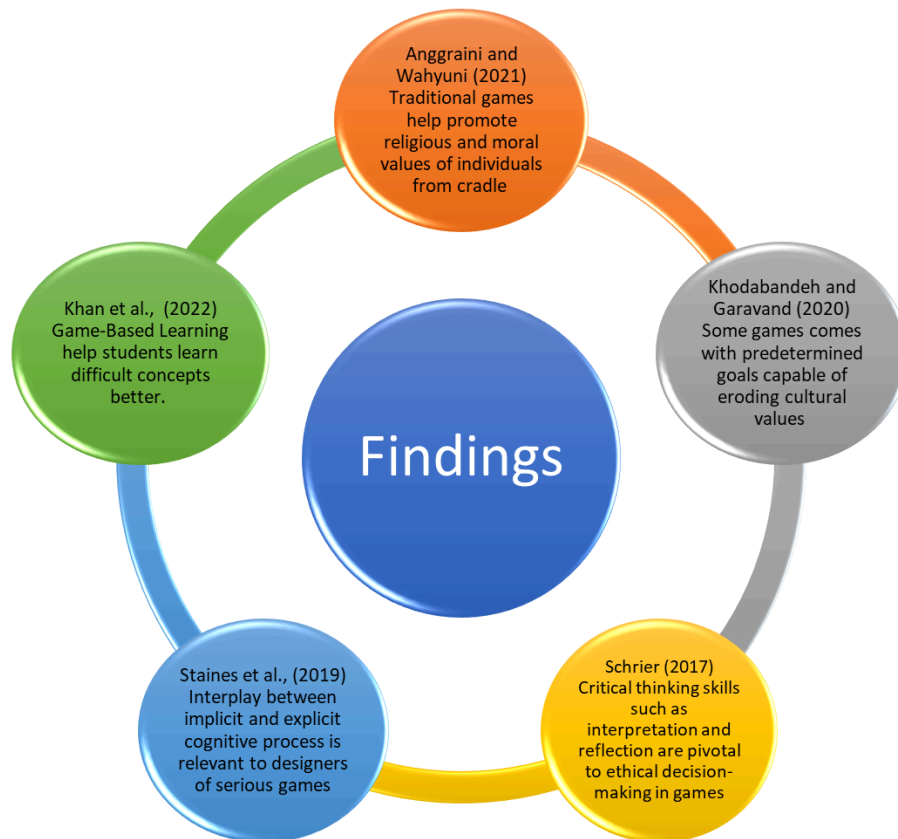 Anggraini and
Wahyuni (2021)
Traditional games
help promote
religious and moral
values of individuals
from cradle
Khodabandeh and
Garavand (2020)
Some games comes
with predetermined
goals capable of
eroding cultural
values
Schrier (2017)
Critical thinking skills
such as
interpretation and
reflection are pivotal
to ethical decision-
making in games
Staines et al., (2019)
Interplay between
implicit and explicit
cognitive process is
relevant to designers
of serious games
Khan et al., (2022)
Game-Based Learning
help students learn
difficult concepts
better.
Findings